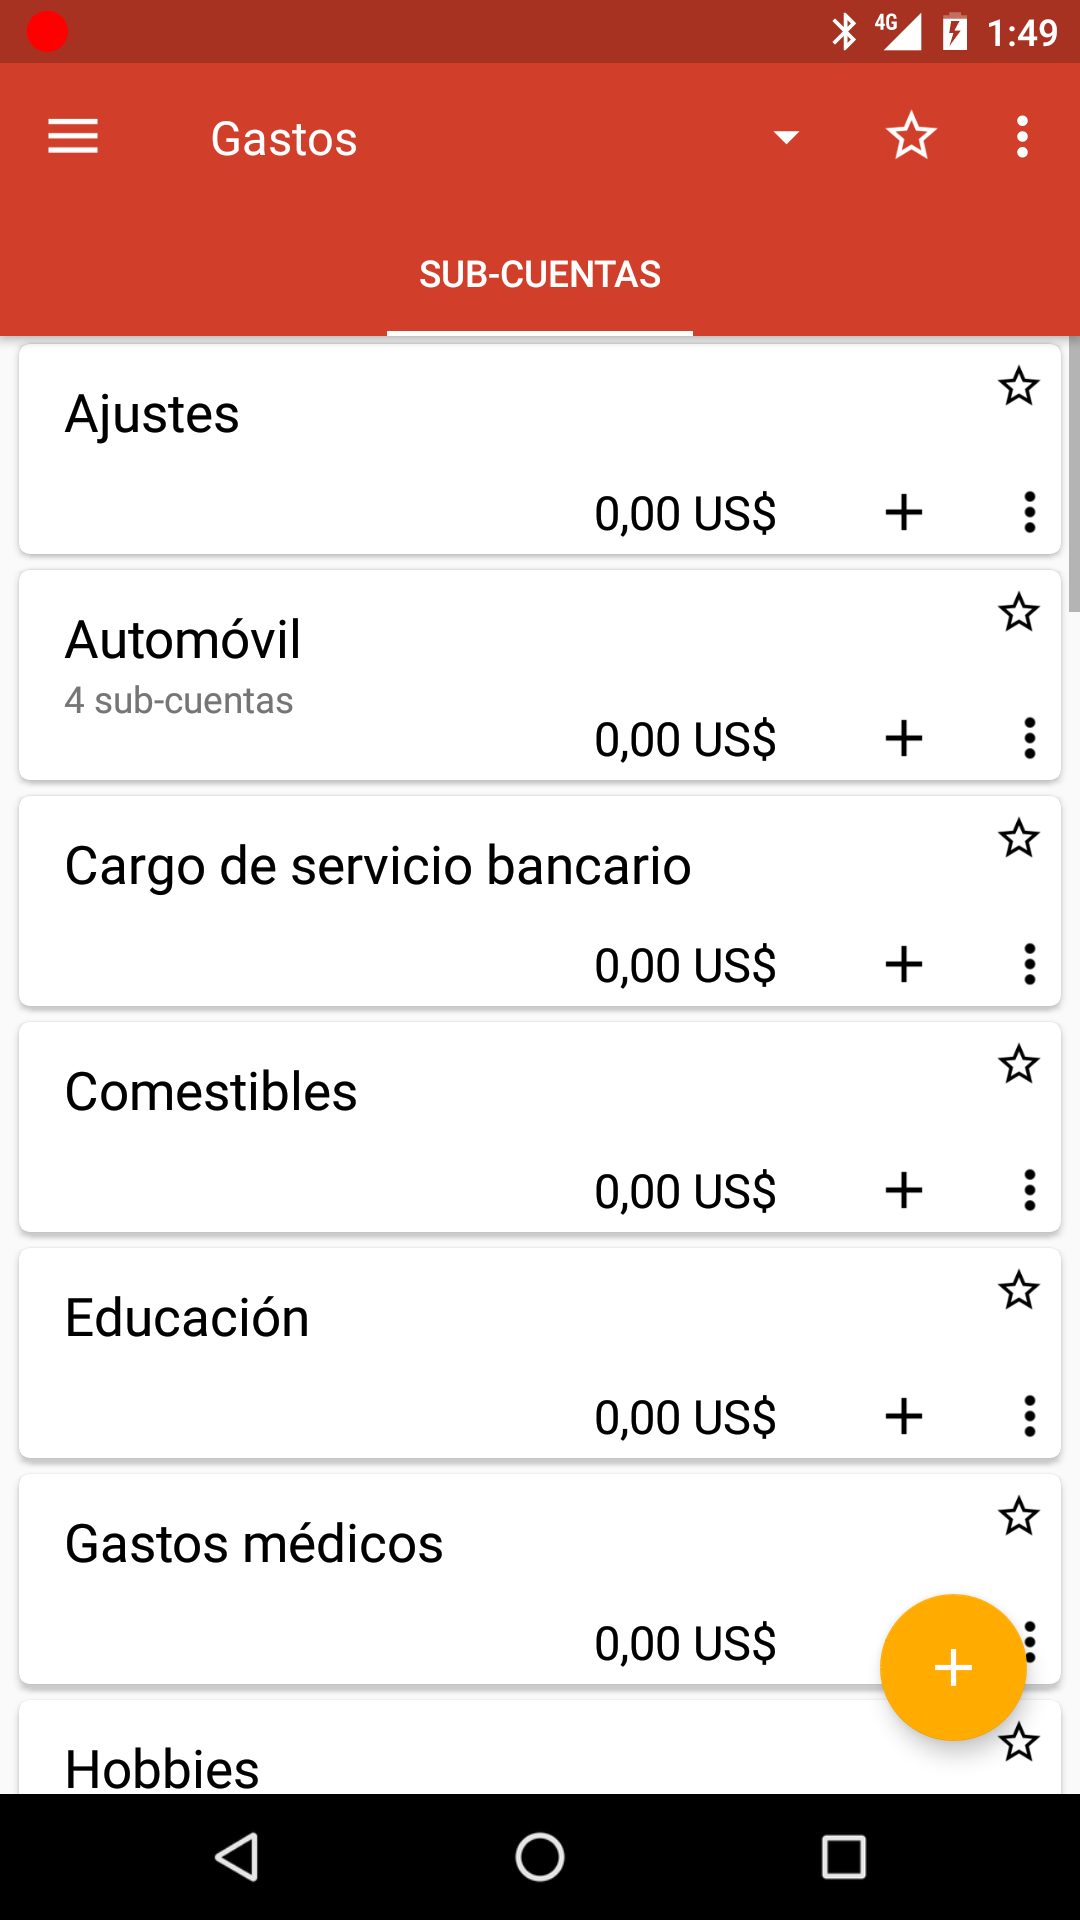 4G 1:49
Gastos
SUB-CUENTAS
Ajustes
0,00 US$
Automóvil
4 sub-cuentas
0,00 US$
Cargo de servicio bancario
0,00 US$
Comestibles
0,00 US$
Educación
0,00 US$
Gastos médicos
0,00 US$
Hobbies